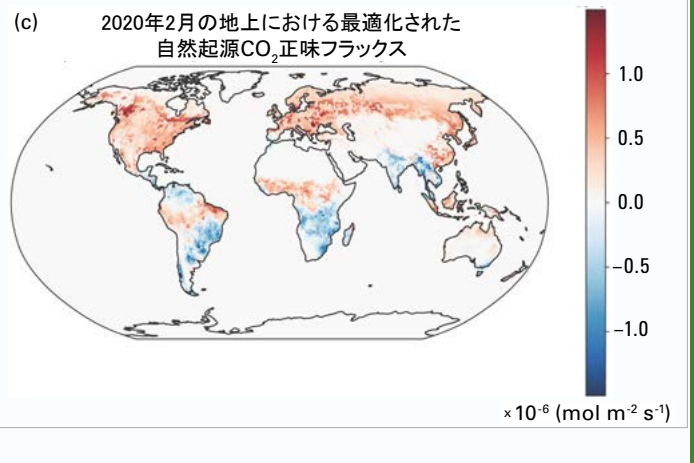 (c)
2020年2月の地上における最適化された
自然起源CO₂正味フラックス
1.0
0.5
0.0
−0.5
−1.0
×10⁻⁶ (mol m⁻² s⁻¹)